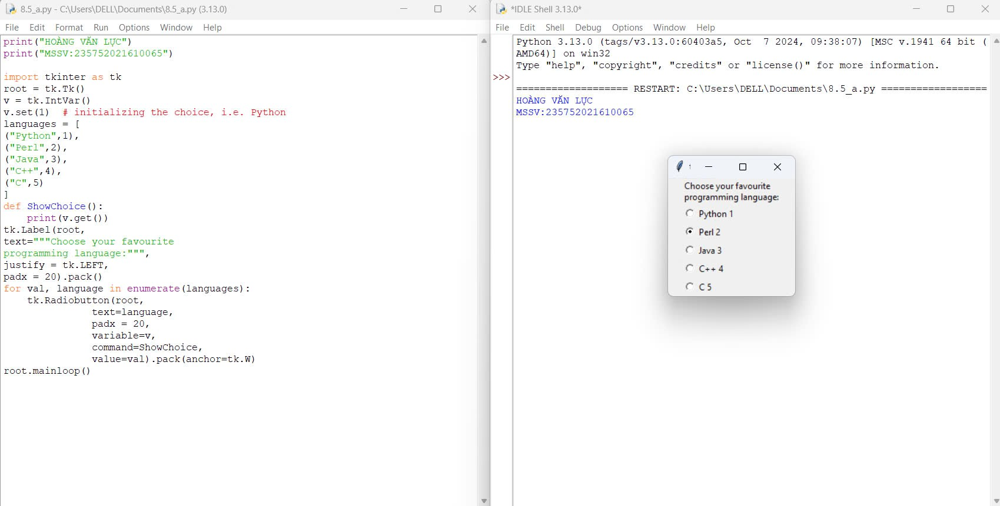 8.5_a.py - C:\Users\DELL\Documents\8.5_a.py (3.13.0)
File Edit Format Run Options Window Help
print("HOÀNG VĂN LỰC")
print("MSSV:235752021610065")
import tkinter as tk
root = tk.Tk()
v = tk.IntVar()
v.set(1)  # initializing the choice, i.e. Python
languages = [
("Python",1),
("Perl",2),
("Java",3),
("C++",4),
("C",5)
]
def ShowChoice():
    print(v.get())
tk.Label(root,
text="""Choose your favourite
programming language:""",
justify = tk.LEFT,
padx = 20).pack()
for val, language in enumerate(languages):
    tk.Radiobutton(root,
               text=language,
               padx = 20,
               variable=v,
               command=ShowChoice,
               value=val).pack(anchor=tk.W)
root.mainloop()
*IDLE Shell 3.13.0*
File Edit Shell Debug Options Window Help
Python 3.13.0 (tags/v3.13.0:60403a5, Oct  7 2024, 09:38:07) [MSC v.1941 64 bit (
AMD64)] on win32
Type "help", "copyright", "credits" or "license()" for more information.
>>>
=================== RESTART: C:\Users\DELL\Documents\8.5_a.py ==================
HOÀNG VĂN LỰC
MSSV:235752021610065
Choose your favourite
programming language:
Python 1
Perl 2
Java 3
C++ 4
C 5